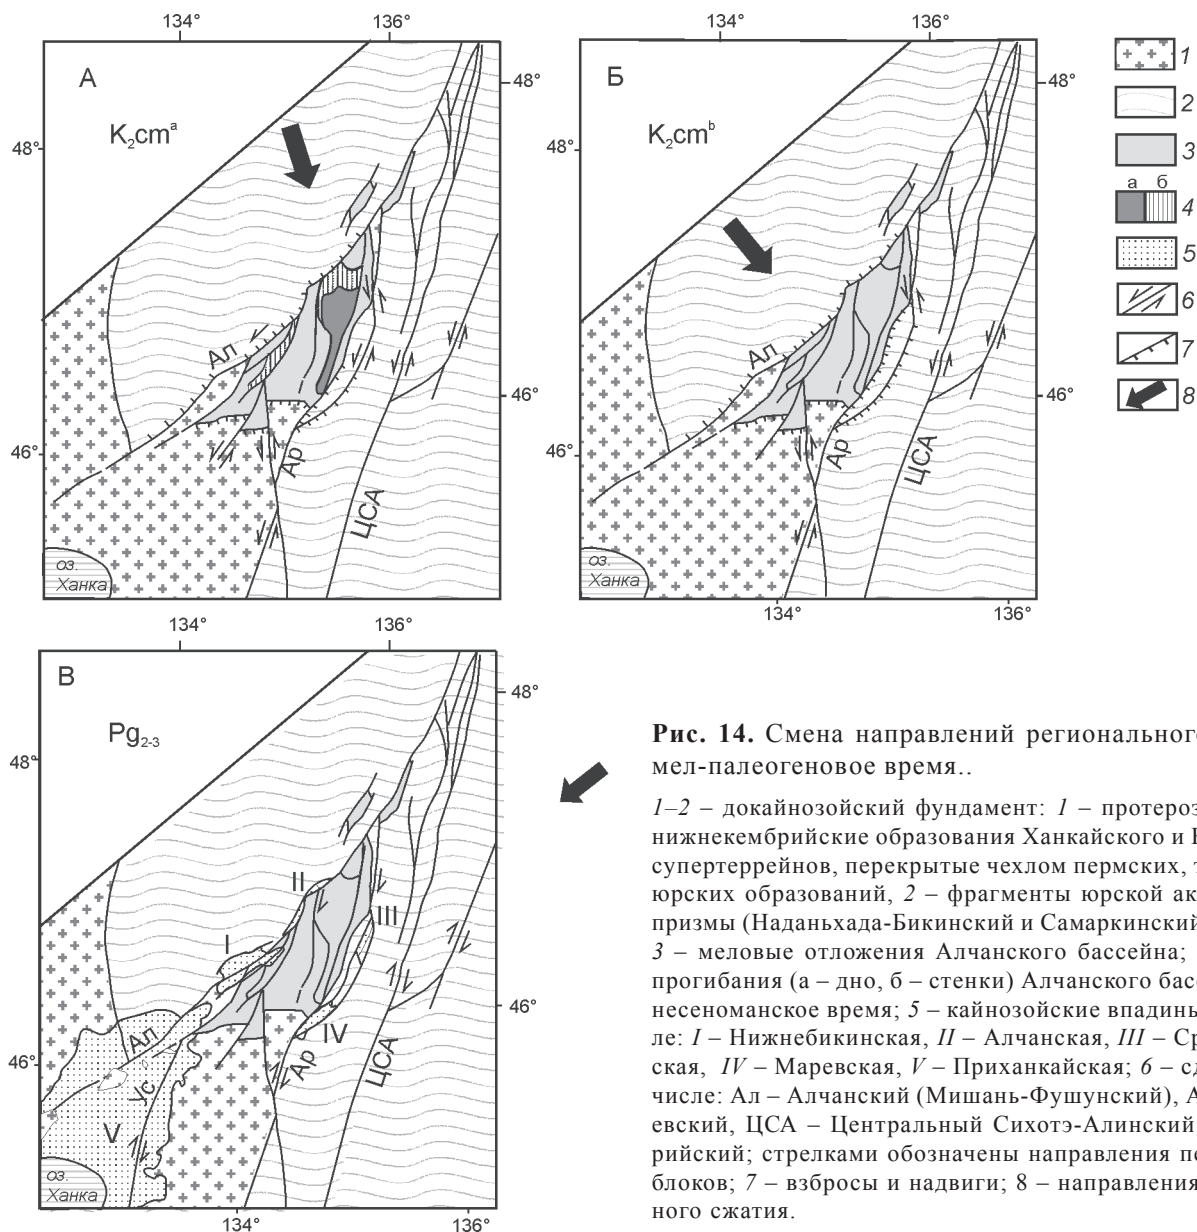 134°
136°
А
48°
K₂cmᵃ
48°
Ал
46°
46°
Ар
ЦСА
оз.
Ханка
134°
136°
Б
48°
K₂cmᵇ
48°
Ал
46°
46°
Ар
ЦСА
оз.
Ханка
134°
136°
1
2
3
а б
4
5
6
7
8
134°
136°
В
48°
Pg₂₋₃
48°
II
III
I
46°
IV
Ал
46°
Ар
ЦСА
Ус
V
оз.
Ханка
134°
136°
Рис. 14. Смена направлений регионального
мел-палеогеновое время..
1–2 – докайнозойский фундамент: 1 – протероз
нижнекембрийские образования Ханкайского и
супертеррейнов, перекрытые чехлом пермских,
юрских образований, 2 – фрагменты юрской ак
призмы (Наданьхада-Бикинский и Самаркинский
3 – меловые отложения Алчанского бассейна;
прогибания (а – дно, б – стенки) Алчанского бас
несеноманское время; 5 – кайнозойские впадины
ле: I – Нижнебикинская, II – Алчанская, III – Ср
ская, IV – Маревская, V – Приханкайская; 6 – сд
числе: Ал – Алчанский (Мишань-Фушунский), А
евский, ЦСА – Центральный Сихотэ-Алинский
рийский; стрелками обозначены направления пе
блоков; 7 – взбросы и надвиги; 8 – направления
ного сжатия.